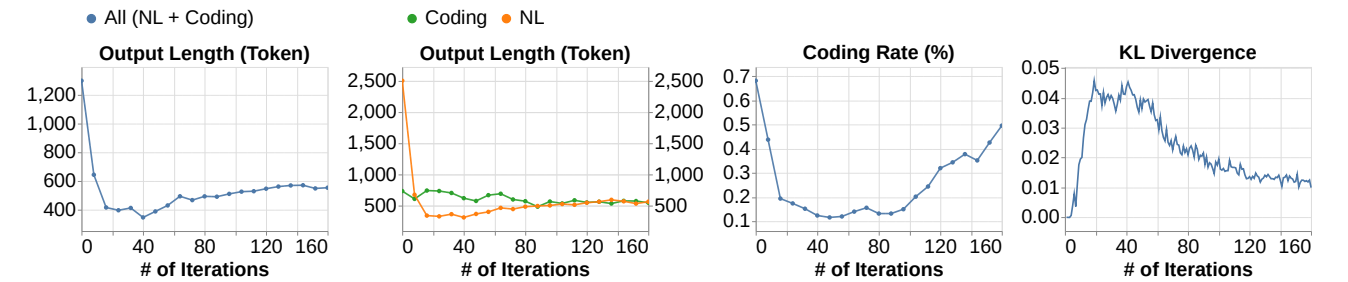 All (NL + Coding)
Coding NL
Output Length (Token)
1,200
1,000
800
600
400
0 40 80 120 160
# of Iterations
Output Length (Token)
2,500 2,500
2,000 2,000
1,500 1,500
1,000 1,000
500 500
0 40 80 120 160
# of Iterations
Coding Rate (%)
0.7
0.6
0.5
0.4
0.3
0.2
0.1
0 40 80 120 160
# of Iterations
KL Divergence
0.05
0.04
0.03
0.02
0.01
0.00
0 40 80 120 160
# of Iterations